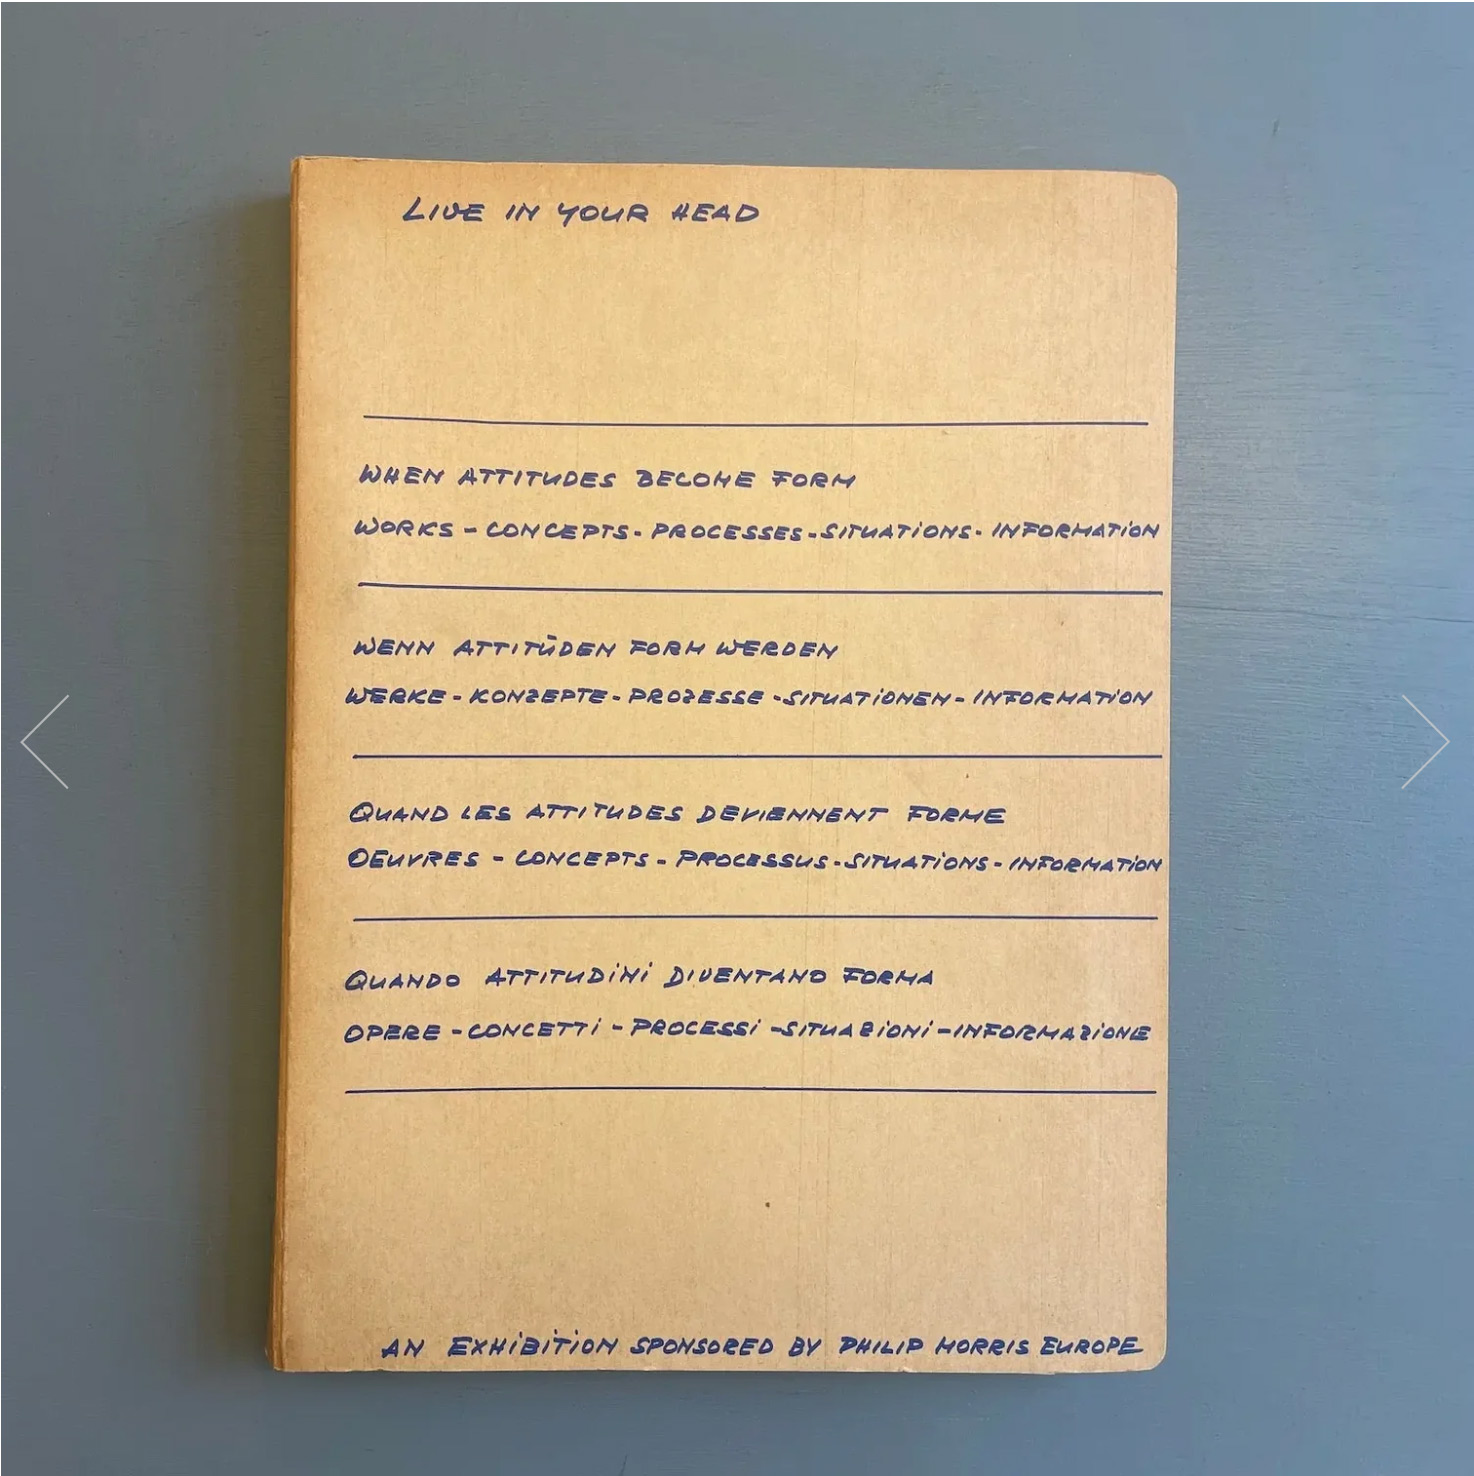 LIVE IN YOUR HEAD
WHEN ATTITUDES BECOME FORM
WORKS - CONCEPTS - PROCESSES - SITUATIONS - INFORMATION
WENN ATTITÜDEN FORM WERDEN
WERKE - KONZEPTE - PROZESSE - SITUATIONEN - INFORMATION
QUAND LES ATTITUDES DEVIENNENT FORME
OEUVRES - CONCEPTS - PROCESSUS - SITUATIONS - INFORMATION
QUANDO ATTITUDINI DIVENTANO FORMA
OPERE - CONCETTI - PROCESSI - SITUAZIONI - INFORMAZIONE
AN EXHIBITION SPONSORED BY PHILIP MORRIS EUROPE